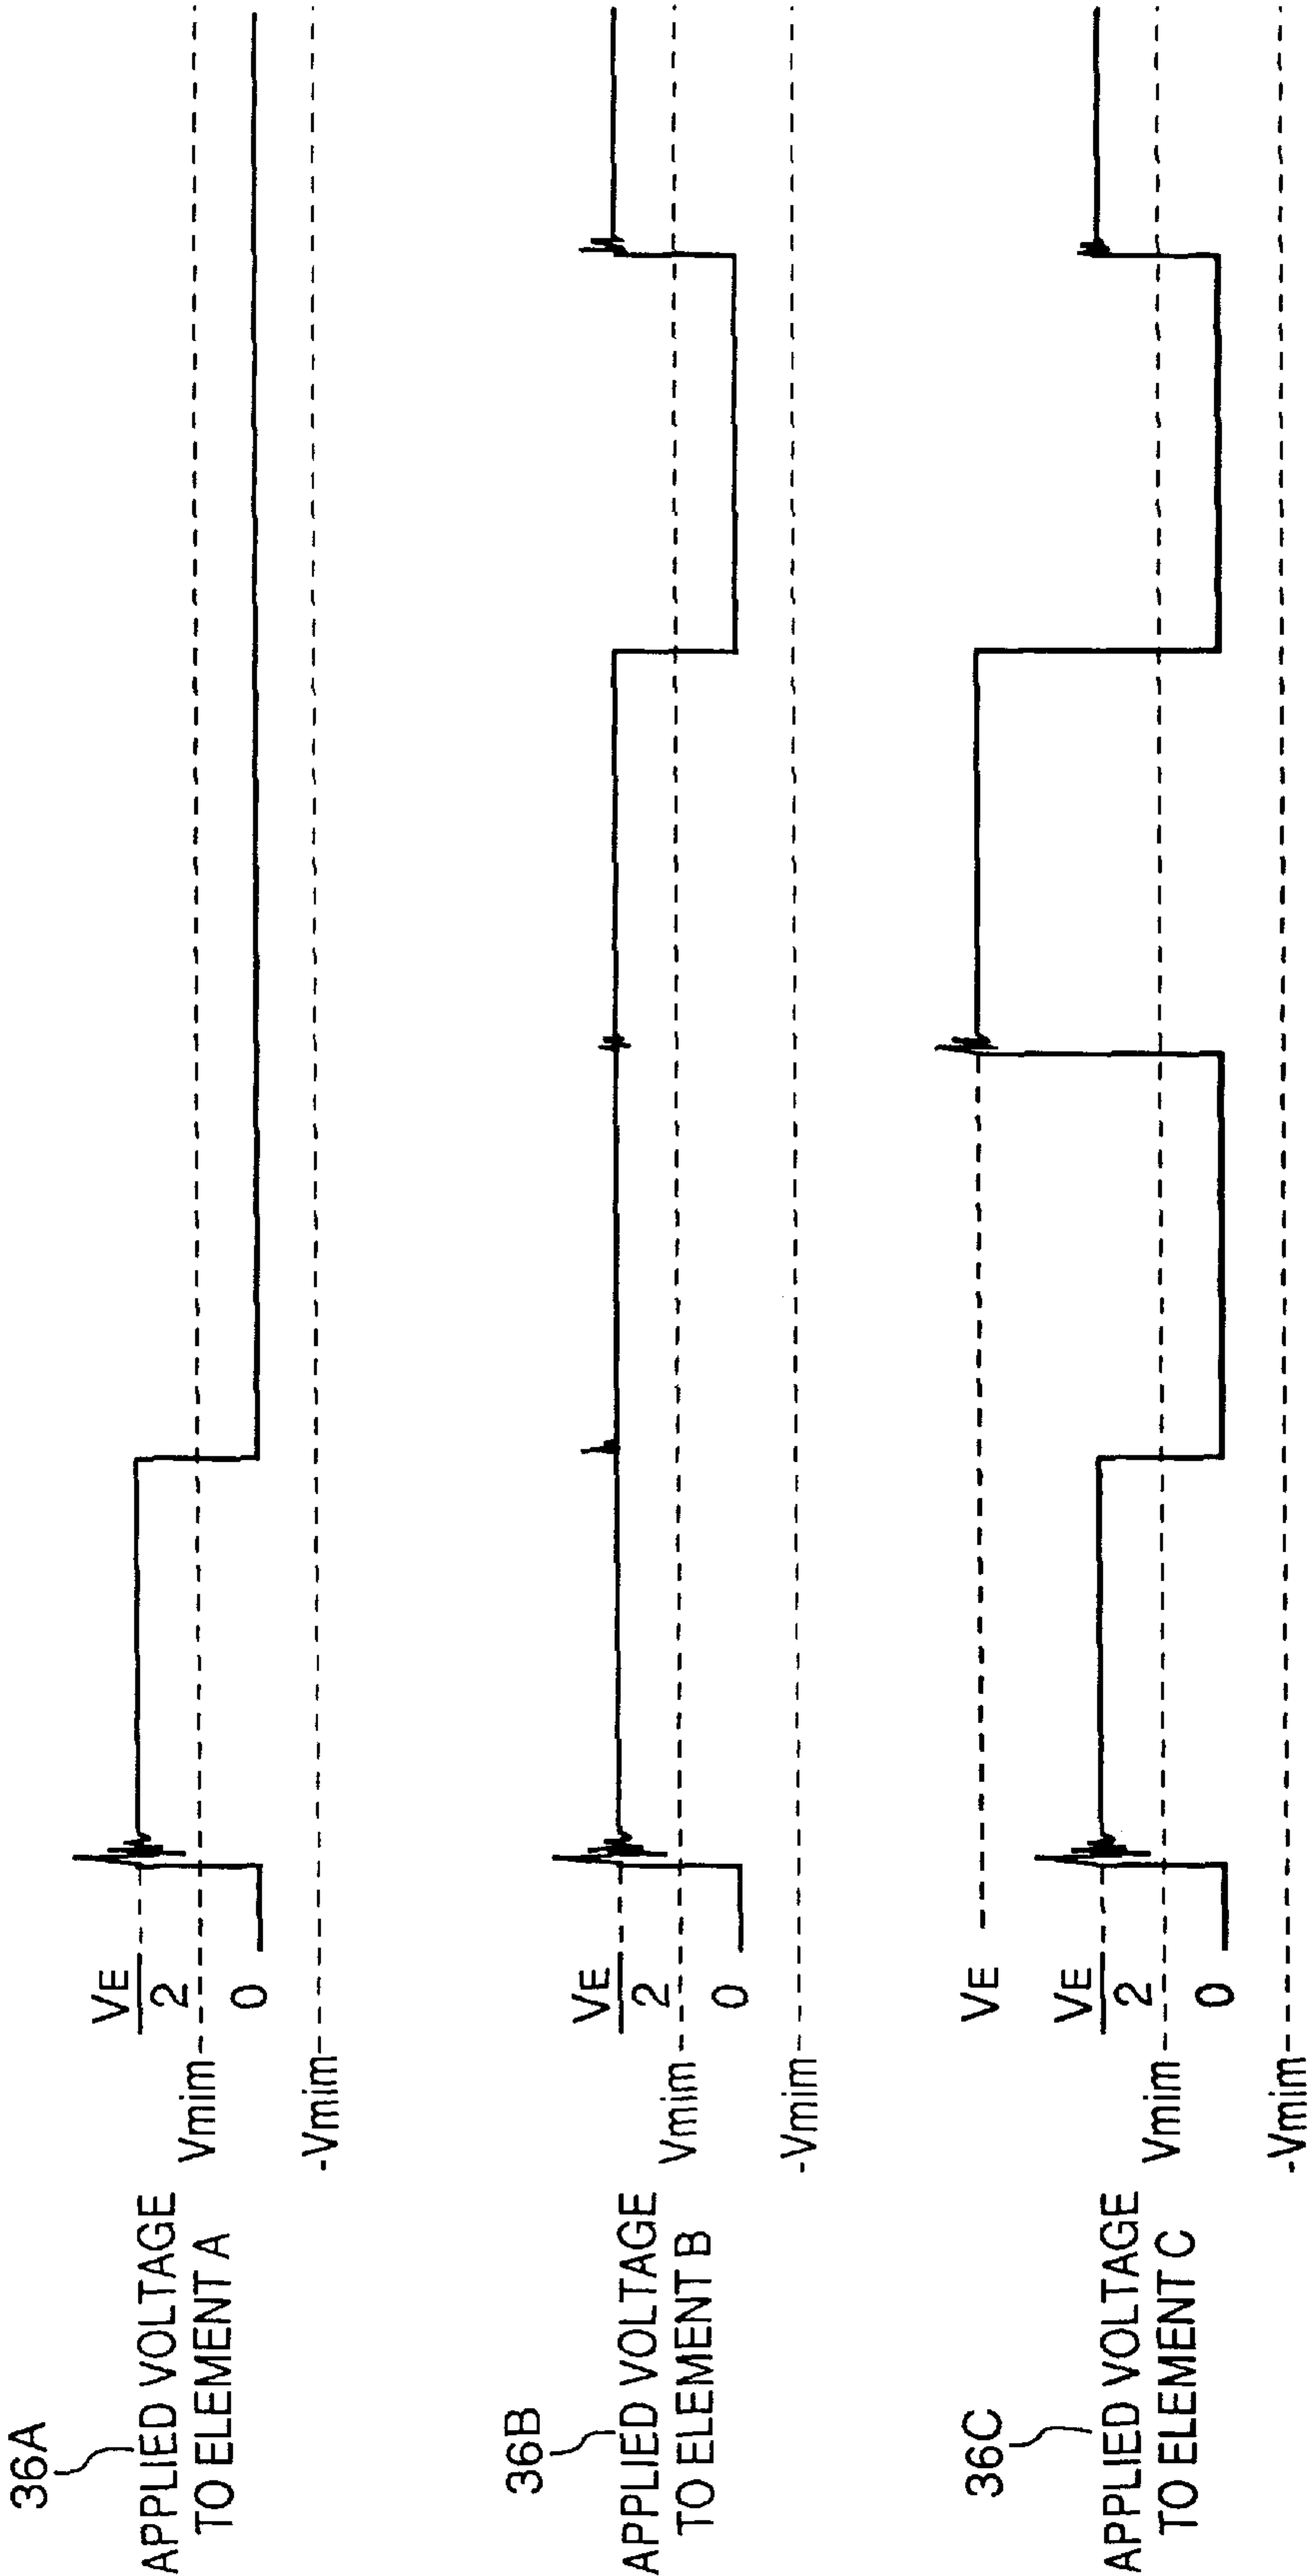 36A
APPLIED VOLTAGE
TO ELEMENT A
VE
2
Vmim
0
-Vmim
36B
APPLIED VOLTAGE
TO ELEMENT B
VE
2
Vmim
0
-Vmim
36C
APPLIED VOLTAGE
TO ELEMENT C
VE
VE
2
Vmim
0
-Vmim